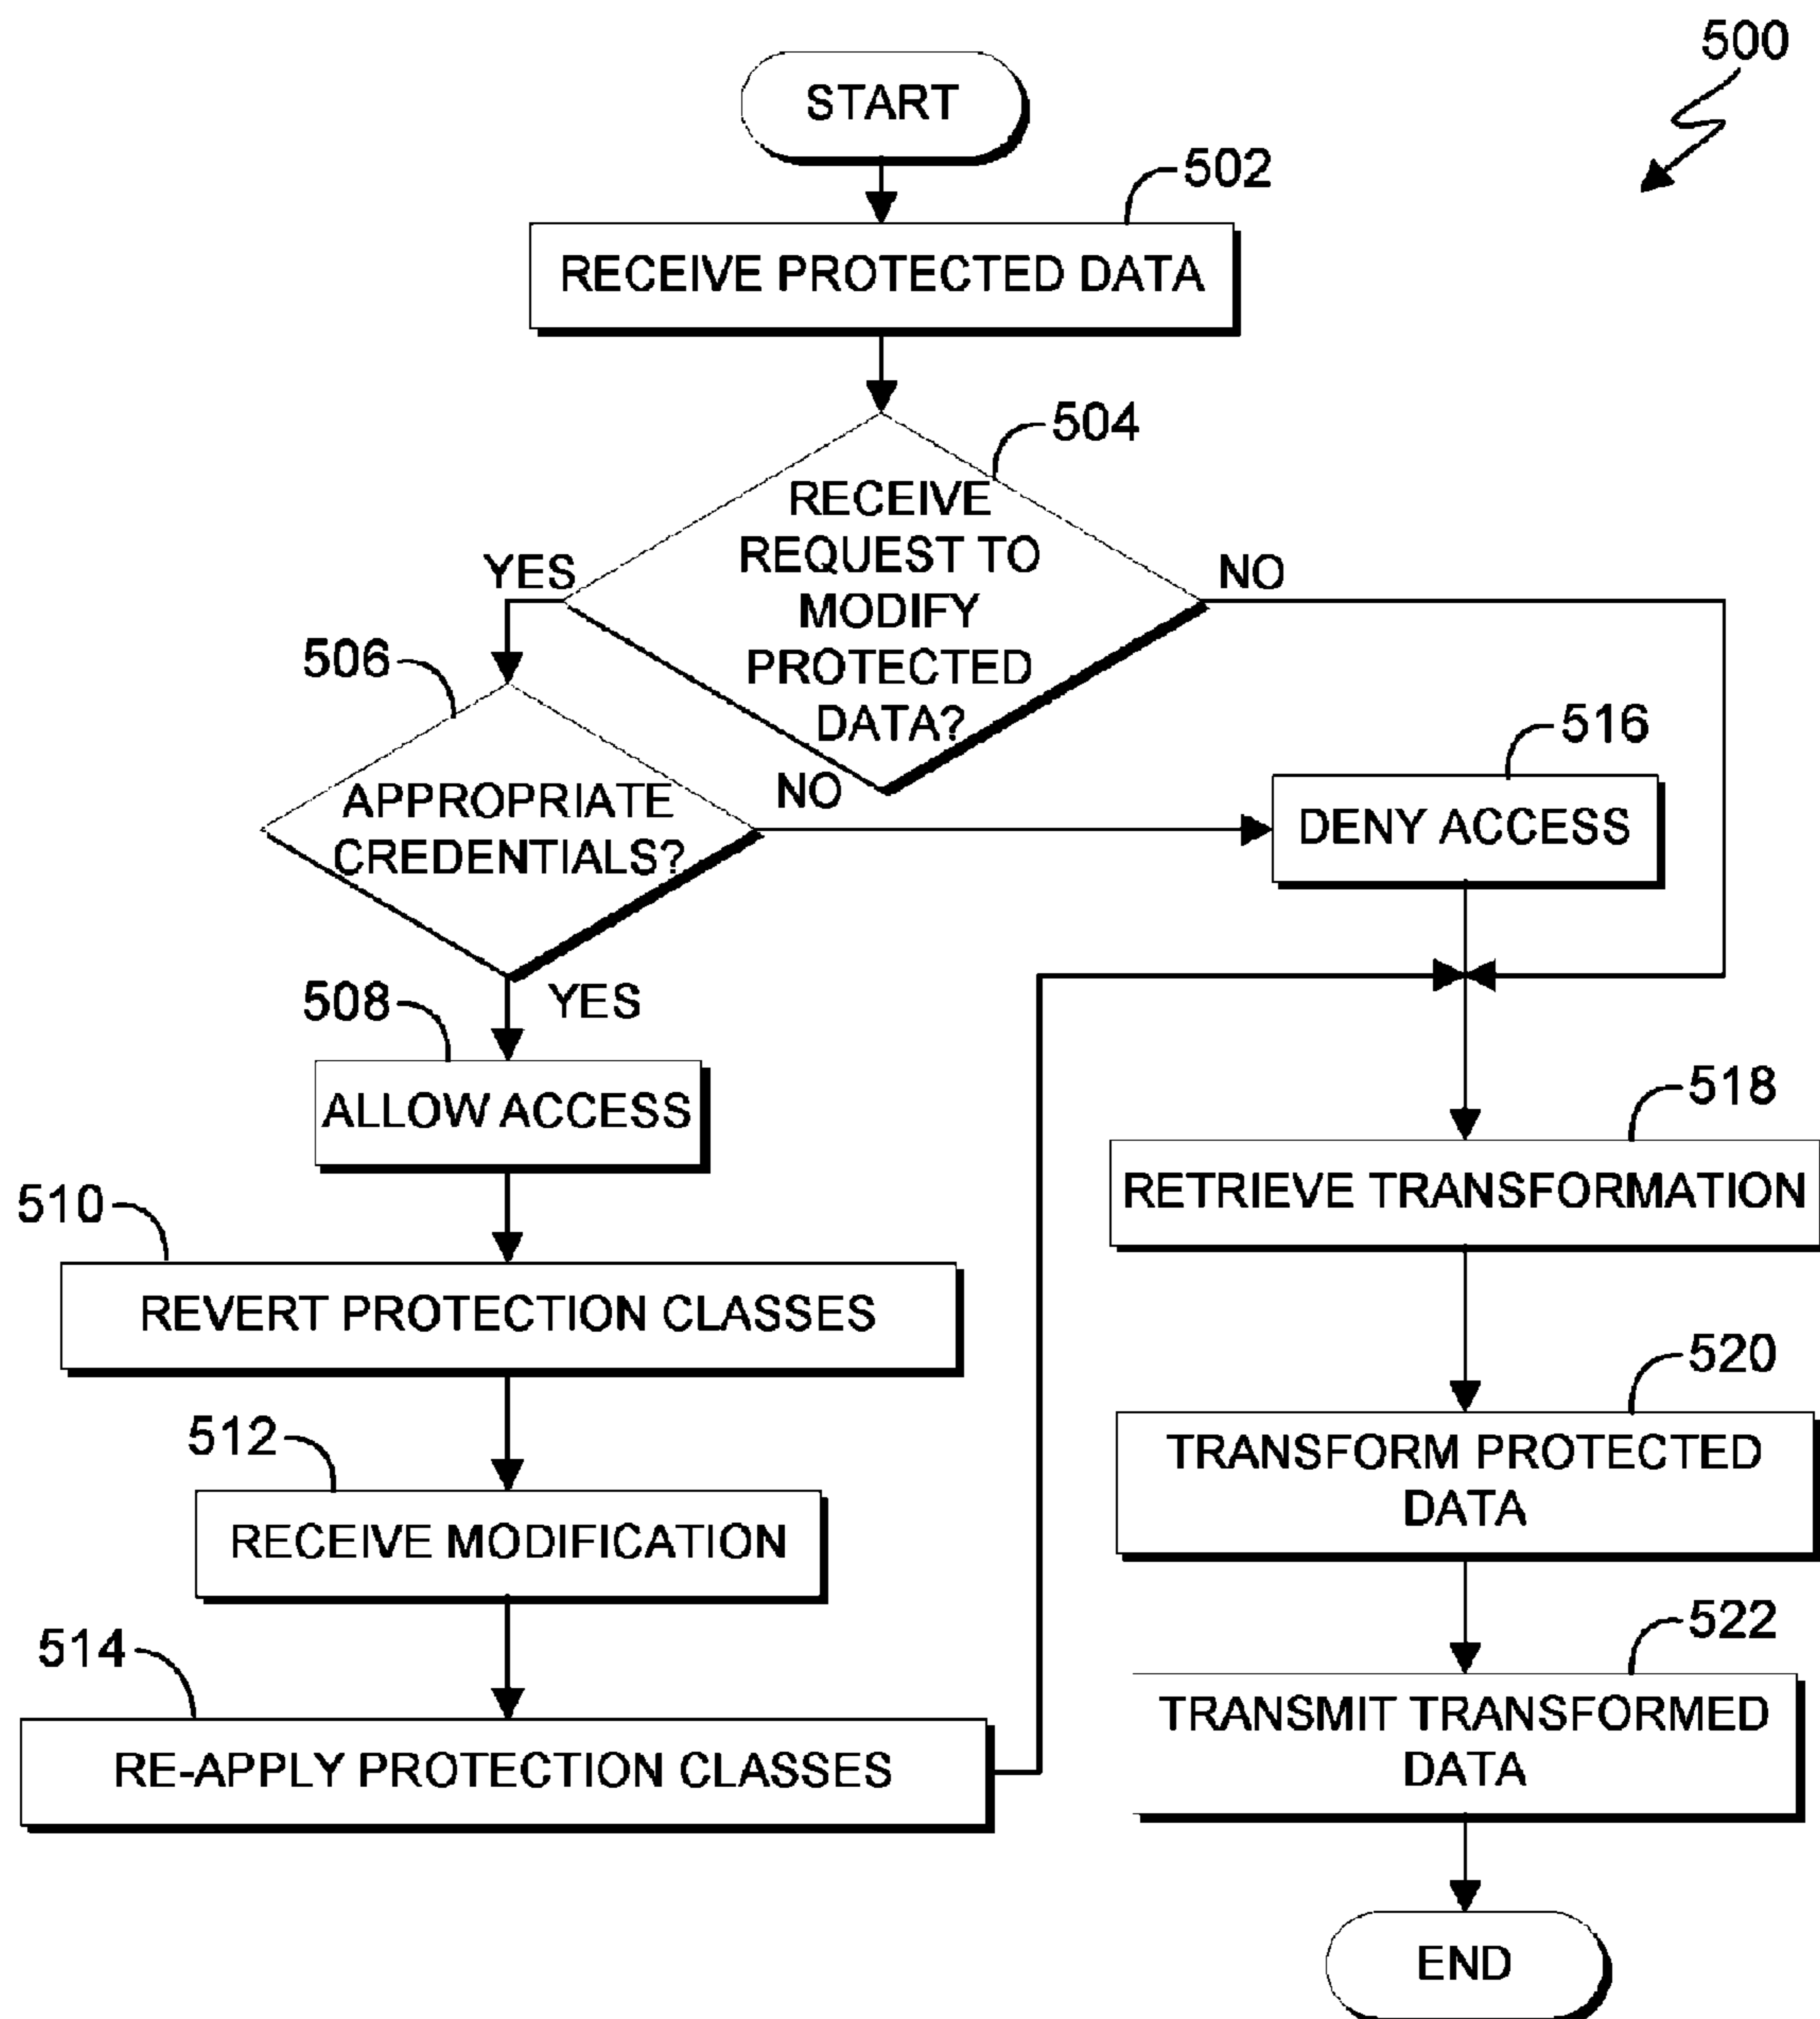 500
START
502
RECEIVE PROTECTED DATA
504
RECEIVE
REQUEST TO
MODIFY
PROTECTED
DATA?
YES
NO
506
APPROPRIATE
CREDENTIALS?
NO
516
DENY ACCESS
YES
508
ALLOW ACCESS
510
REVERT PROTECTION CLASSES
512
RECEIVE MODIFICATION
514
RE-APPLY PROTECTION CLASSES
518
RETRIEVE TRANSFORMATION
520
TRANSFORM PROTECTED
DATA
522
TRANSMIT TRANSFORMED
DATA
END